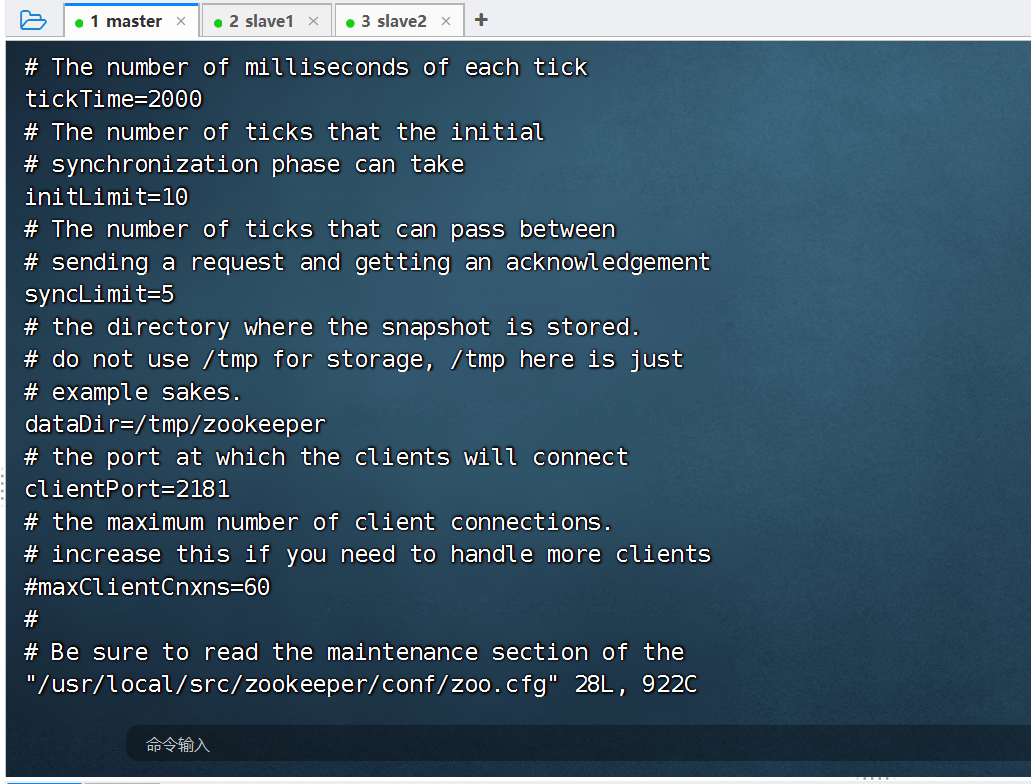 1 master × 2 slave1 × 3 slave2 × +
# The number of milliseconds of each tick
tickTime=2000
# The number of ticks that the initial
# synchronization phase can take
initLimit=10
# The number of ticks that can pass between
# sending a request and getting an acknowledgement
syncLimit=5
# the directory where the snapshot is stored.
# do not use /tmp for storage, /tmp here is just
# example sakes.
dataDir=/tmp/zookeeper
# the port at which the clients will connect
clientPort=2181
# the maximum number of client connections.
# increase this if you need to handle more clients
#maxClientCnxns=60
#
# Be sure to read the maintenance section of the
"/usr/local/src/zookeeper/conf/zoo.cfg" 28L, 922C
命令输入